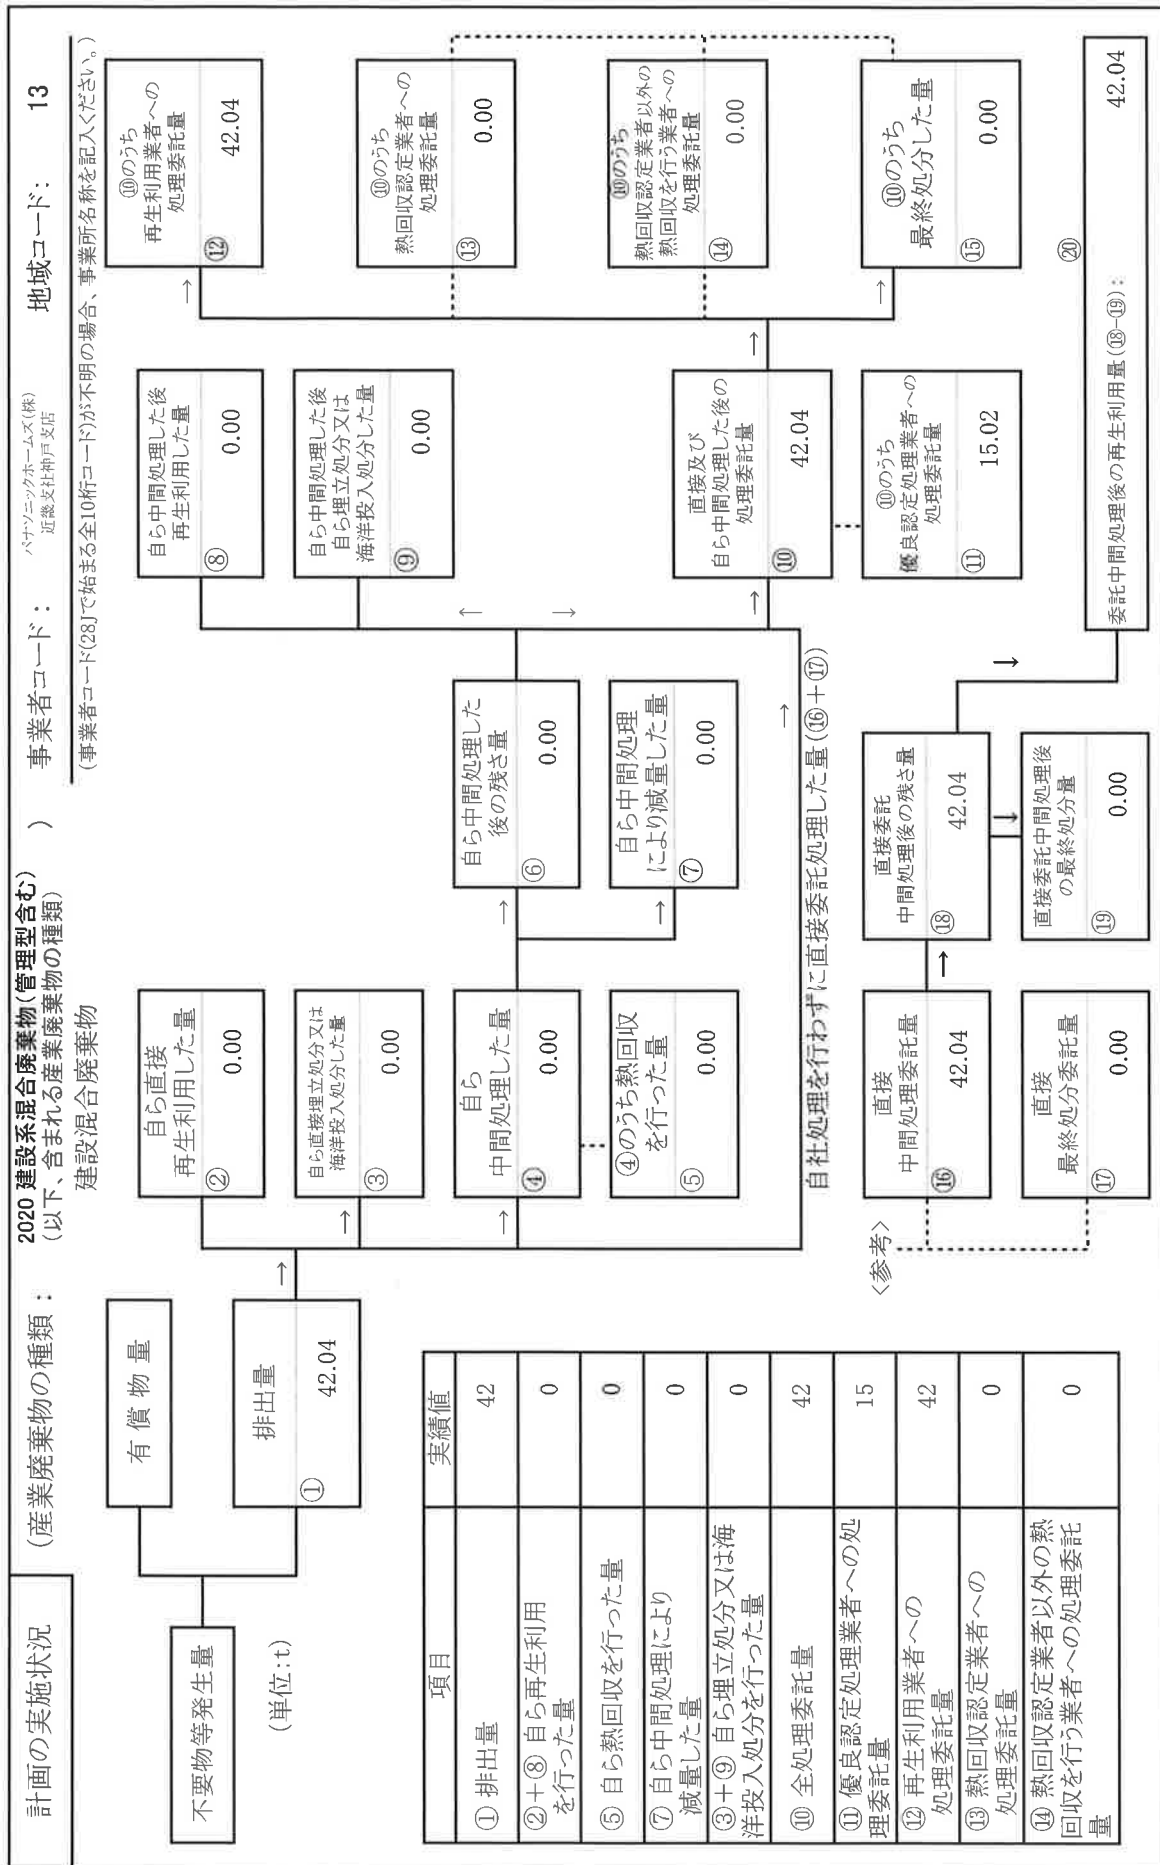 計画の実施状況
(産業廃棄物の種類：
2020 建設系混合廃棄物(管理型含む)
(以下、含まれる産業廃棄物の種類)
建設混合廃棄物
)
事業者コード：
パナソニックホームズ(株)
近畿支社神戸支店
地域コード：
13
(事業者コード(28J)で始まる全10桁コード)が不明の場合、事業所名称を記入ください。)
不要物等発生量
(単位:t)
有償物量
排出量
① 42.04
→
自ら直接
再生利用した量
② 0.00
→
自ら直接埋立処分又は
海洋投入処分した量
③ 0.00
→
自ら
中間処理した量
④ 0.00
④のうち熱回収
を行った量
⑤ 0.00
→
自ら中間処理した
後の残さ量
⑥ 0.00
→
自ら中間処理
により減量した量
⑦ 0.00
自ら中間処理した後
再生利用した量
⑧ 0.00
自ら中間処理した後
自ら埋立処分又は
海洋投入処分した量
⑨ 0.00
↑
↓
→
自社処理を行わずに直接委託処理した量(⑯＋⑰)
→
直接及び
自ら中間処理した後の
処理委託量
⑩ 42.04
⑩のうち
優良認定処理業者への
処理委託量
⑪ 15.02
→
→
⑩のうち
再生利用業者への
処理委託量
⑫ 42.04
⑩のうち
熱回収認定業者への
処理委託量
⑬ 0.00
⑩のうち
熱回収認定業者以外の
熱回収を行う業者への
処理委託量
⑭ 0.00
→
⑩のうち
最終処分した量
⑮ 0.00
<参考>
直接
中間処理委託量
⑯ 42.04
直接
最終処分委託量
⑰ 0.00
→
直接委託
中間処理後の残さ量
⑱ 42.04
↓
直接委託中間処理後
の最終処分量
⑲ 0.00
↓
⑳
委託中間処理後の再生利用量(⑱-⑲)： 42.04
項目 実績値
① 排出量 42
②＋⑧ 自ら再生利用
を行った量 0
⑤ 自ら熱回収を行った量 0
⑦ 自ら中間処理により
減量した量 0
③＋⑨ 自ら埋立処分又は海
洋投入処分を行った量 0
⑩ 全処理委託量 42
⑪ 優良認定処理業者への処
理委託量 15
⑫ 再生利用業者への
処理委託量 42
⑬ 熱回収認定業者への
処理委託量 0
⑭ 熱回収認定業者以外の熱
回収を行う業者への処理委託
量 0